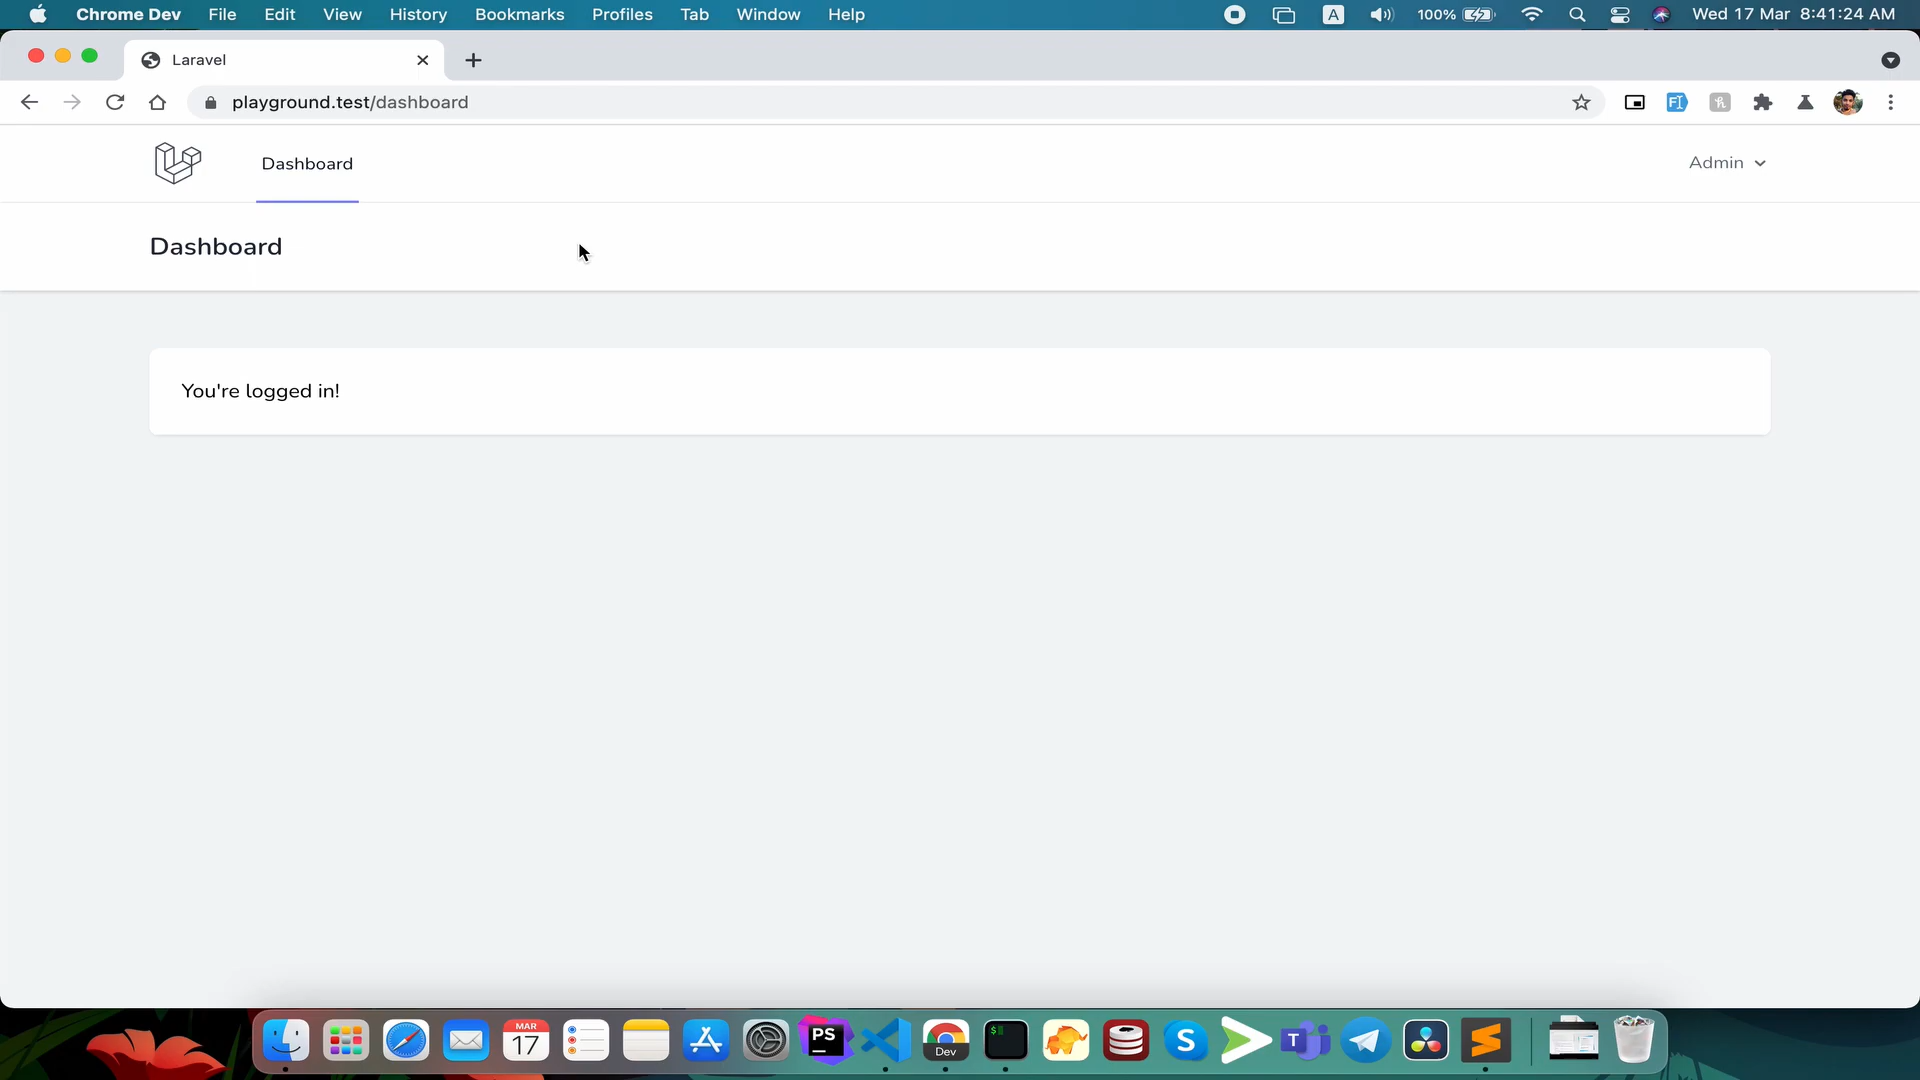 Chrome Dev File Edit View History Bookmarks Profiles Tab Window Help A 100% Wed 17 Mar 8:41:24 AM
Laravel
playground.test/dashboard
Dashboard Admin
Dashboard
You're logged in!
MAR
17
PS
Dev
$
S
T